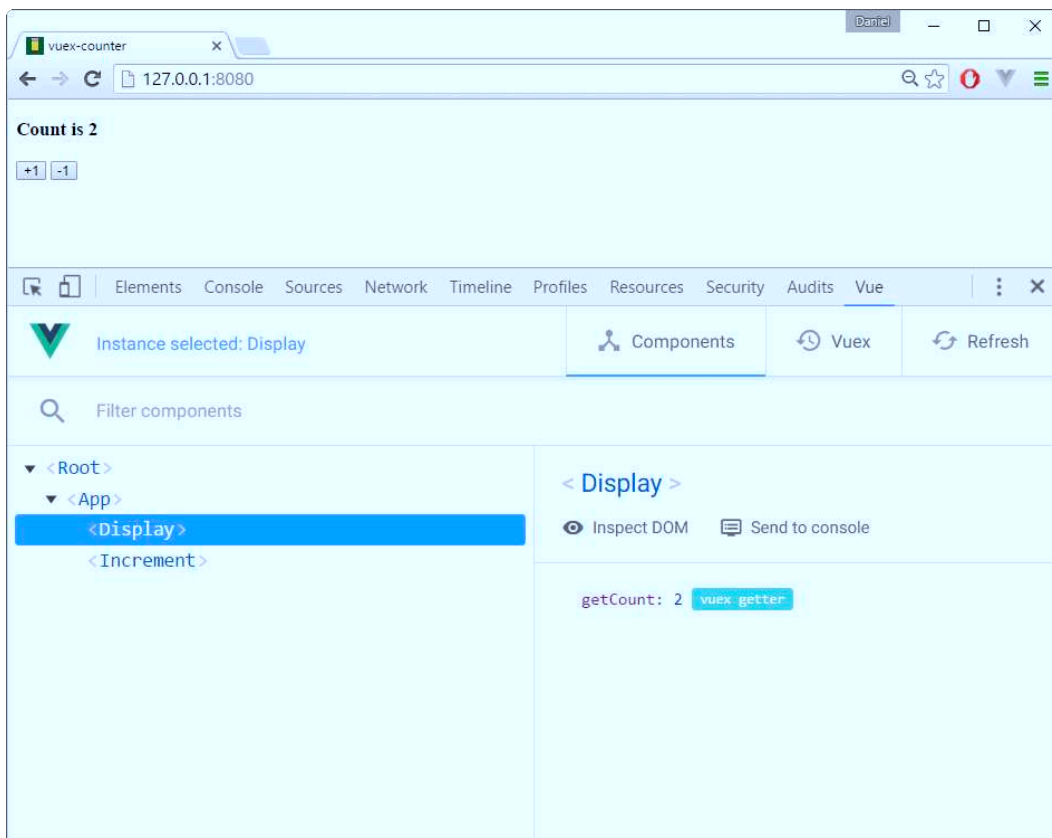 Daniel
vuex-counter
127.0.0.1:8080
Count is 2
+1 -1
Elements Console Sources Network Timeline Profiles Resources Security Audits Vue
Instance selected: Display Components Vuex Refresh
Filter components
<Root>
<App>
<Display>
<Increment>
< Display >
Inspect DOM Send to console
getCount: 2 vuex getter